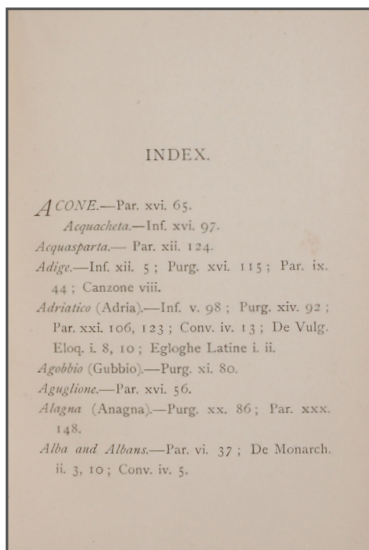 INDEX.
ACONE.—Par. xvi. 65.
Acquacheta.—Inf. xvi. 97.
Acquasparta.— Par. xii. 124.
Adige.—Inf. xii. 5 ; Purg. xvi. 115 ; Par. ix.
44 ; Canzone viii.
Adriatico (Adria).—Inf. v. 98 ; Purg. xiv. 92 ;
Par. xxi. 106, 123 ; Conv. iv. 13 ; De Vulg.
Eloq. i. 8, 10 ; Egloghe Latine i. ii.
Agobbio (Gubbio).—Purg. xi. 80.
Aguglione.—Par. xvi. 56.
Alagna (Anagna).—Purg. xx. 86 ; Par. xxx.
148.
Alba and Albans.—Par. vi. 37 ; De Monarch.
ii. 3, 10 ; Conv. iv. 5.